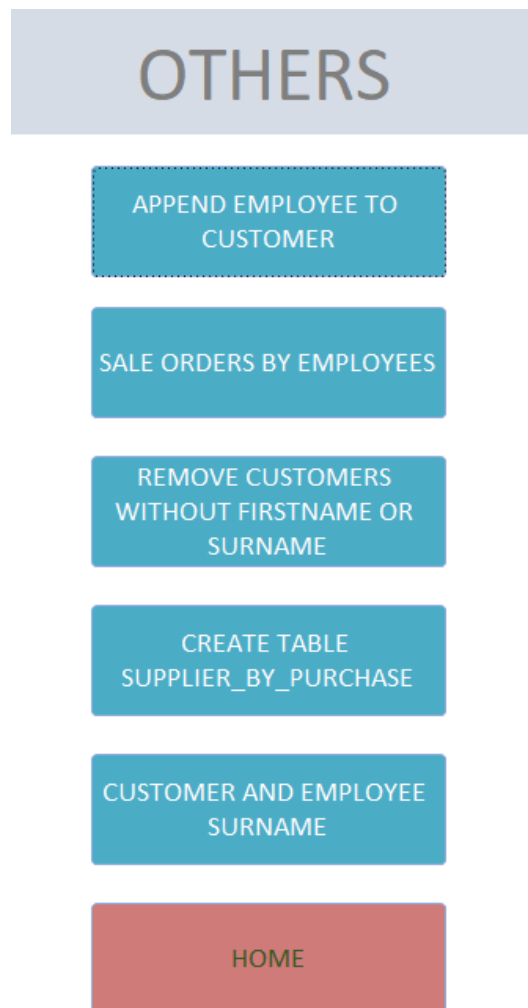 OTHERS
APPEND EMPLOYEE TO
CUSTOMER
SALE ORDERS BY EMPLOYEES
REMOVE CUSTOMERS
WITHOUT FIRSTNAME OR
SURNAME
CREATE TABLE
SUPPLIER_BY_PURCHASE
CUSTOMER AND EMPLOYEE
SURNAME
HOME